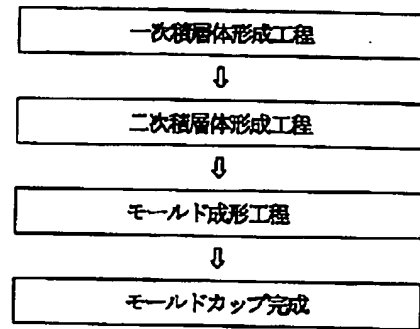 一次積層体形成工程
⇩
二次積層体形成工程
⇩
モールド成形工程
⇩
モールドカップ完成